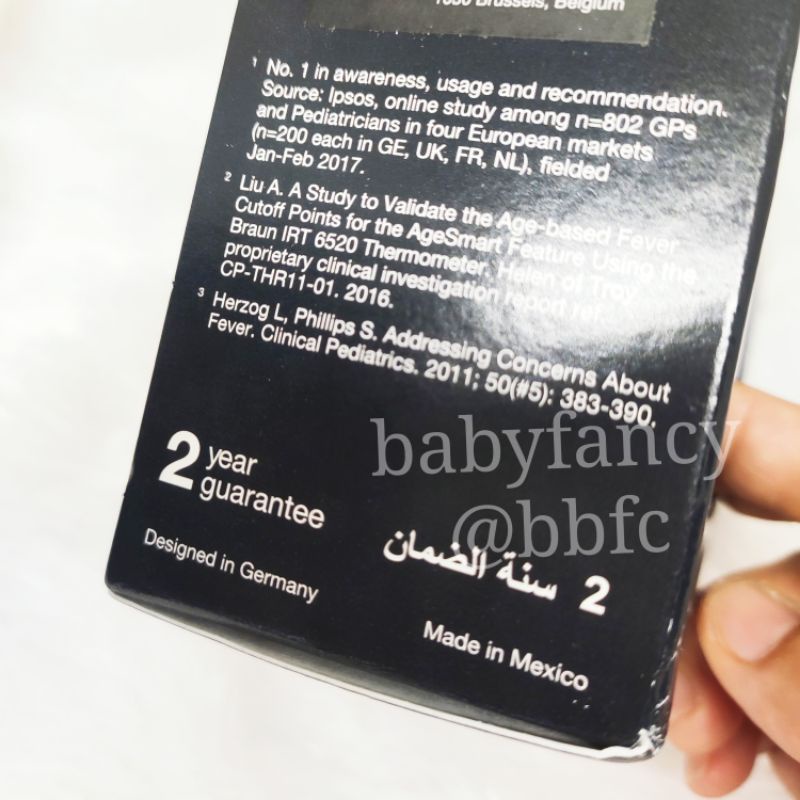 1050 Brussels, Belgium
1 No. 1 in awareness, usage and recommendation.
Source: Ipsos, online study among n=802 GPs
and Pediatricians in four European markets
(n=200 each in GE, UK, FR, NL), fielded
Jan-Feb 2017.
2 Liu A. A Study to Validate the Age-based Fever
Cutoff Points for the AgeSmart Feature Using the
Braun IRT 6520 Thermometer. Helen of Troy
proprietary clinical investigation report ref.
CP-THR11-01. 2016.
3 Herzog L, Phillips S. Addressing Concerns About
Fever. Clinical Pediatrics. 2011; 50(#5): 383-390.
babyfancy
@bbfc
2 year
guarantee
2 سنة الضمان
Designed in Germany
Made in Mexico